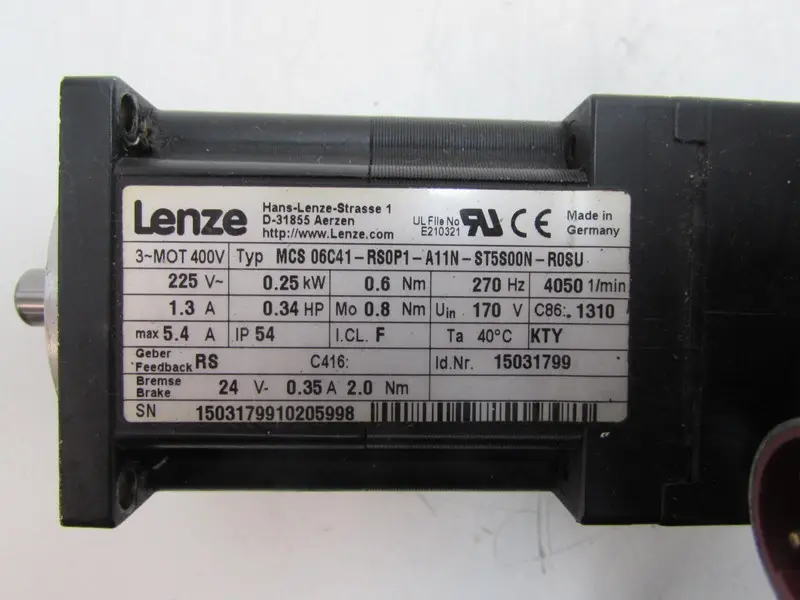 Lenze
Hans-Lenze-Strasse 1
D-31855 Aerzen
http://www.Lenze.com
UL File No
E210321
Made in
Germany
3~MOT 400V Typ MCS 06C41-RS0P1-A11N-ST5S00N-R0SU
225 V~ 0.25 kW 0.6 Nm 270 Hz 4050 1/min
1.3 A 0.34 HP Mo 0.8 Nm Uin 170 V C86:. 1310
max 5.4 A IP 54 I.CL. F Ta 40°C KTY
Geber
Feedback RS C416: Id.Nr. 15031799
Bremse
Brake 24 V- 0.35 A 2.0 Nm
SN 1503179910205998